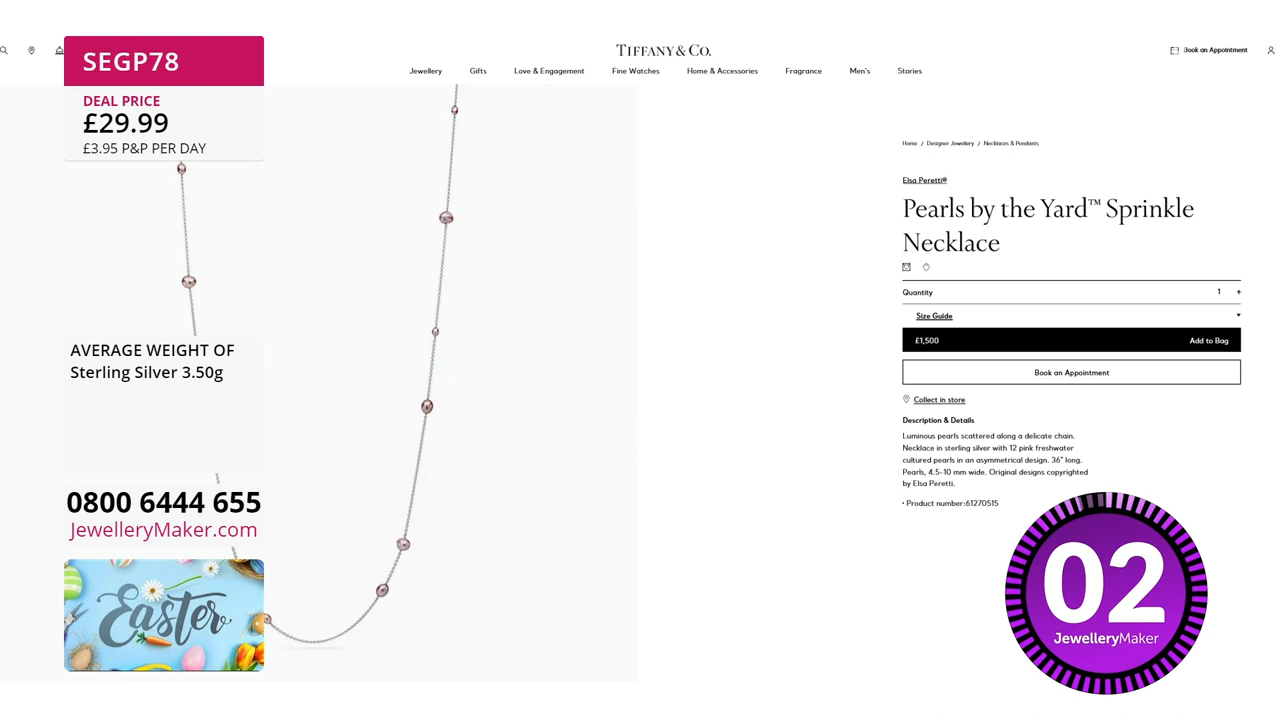 SEGP78
DEAL PRICE
£29.99
£3.95 P&P PER DAY
AVERAGE WEIGHT OF
Sterling Silver 3.50g
0800 6444 655
JewelleryMaker.com
Easter
TIFFANY & CO.
Book an Appointment
Jewellery Gifts Love & Engagement Fine Watches Home & Accessories Fragrance Men's Stories
Home / Designer Jewellery / Necklaces & Pendants
Elsa Peretti®
Pearls by the Yard™ Sprinkle
Necklace
Quantity 1 +
Size Guide
£1,500 Add to Bag
Book an Appointment
Collect in store
Description & Details
Luminous pearls scattered along a delicate chain.
Necklace in sterling silver with 12 pink freshwater
cultured pearls in an asymmetrical design. 36" long.
Pearls, 4.5-10 mm wide. Original designs copyrighted
by Elsa Peretti.
• Product number:61270515
02
JewelleryMaker